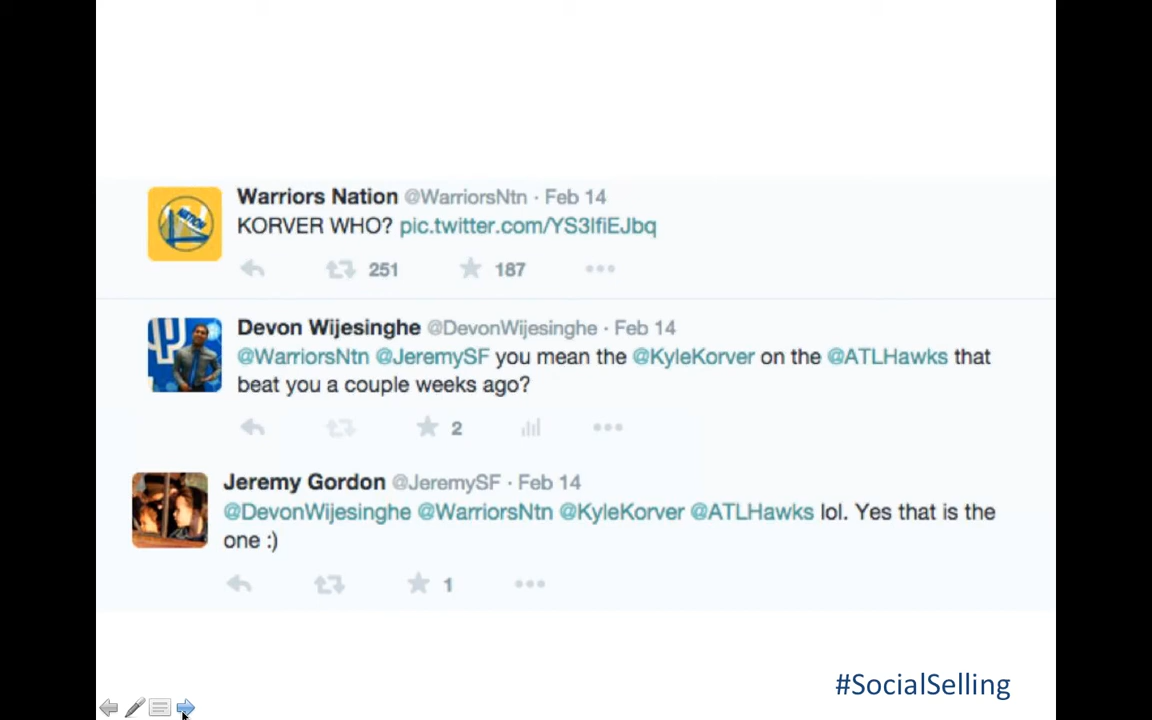 Warriors Nation @WarriorsNtn · Feb 14
KORVER WHO? pic.twitter.com/YS3lfiEJbq
251 187
Devon Wijesinghe @DevonWijesinghe · Feb 14
@WarriorsNtn @JeremySF you mean the @KyleKorver on the @ATLHawks that
beat you a couple weeks ago?
2
Jeremy Gordon @JeremySF · Feb 14
@DevonWijesinghe @WarriorsNtn @KyleKorver @ATLHawks lol. Yes that is the
one :)
1
#SocialSelling